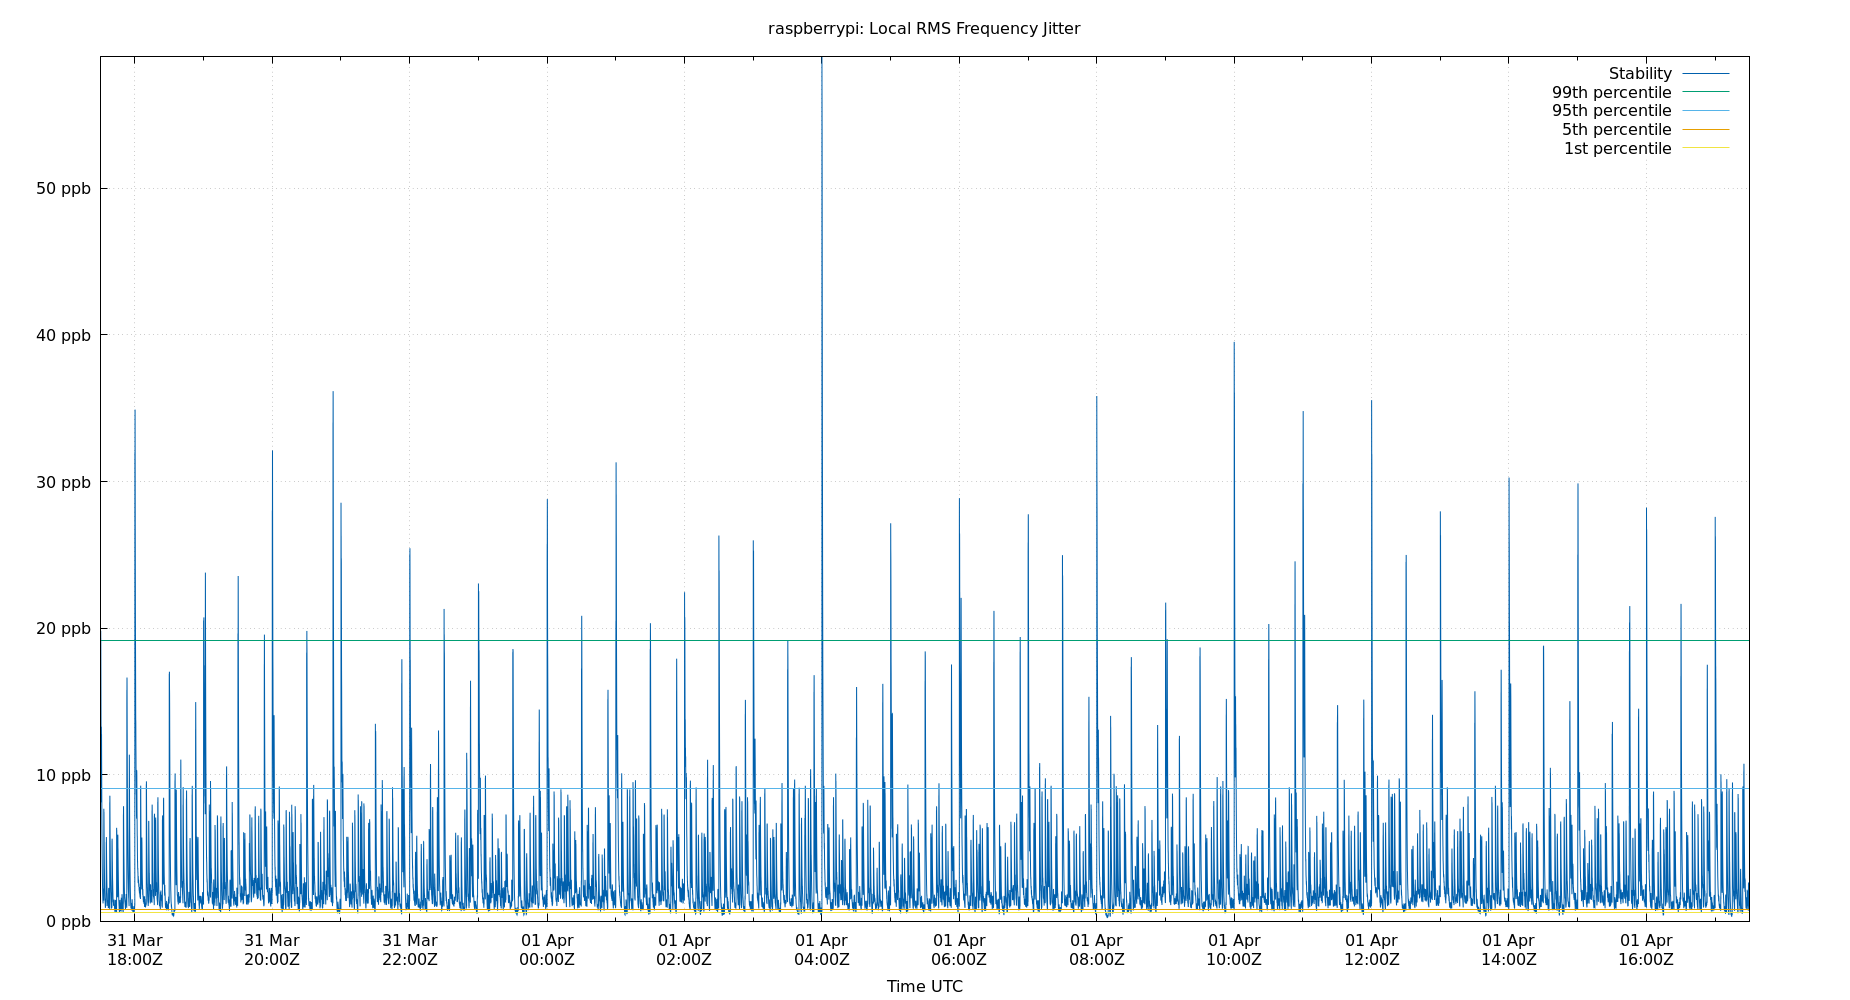 raspberrypi: Local RMS Frequency Jitter
Stability
99th percentile
95th percentile
5th percentile
1st percentile
50 ppb
40 ppb
30 ppb
20 ppb
10 ppb
0 ppb
31 Mar 31 Mar 31 Mar 01 Apr 01 Apr 01 Apr 01 Apr 01 Apr 01 Apr 01 Apr 01 Apr 01 Apr
18:00Z 20:00Z 22:00Z 00:00Z 02:00Z 04:00Z 06:00Z 08:00Z 10:00Z 12:00Z 14:00Z 16:00Z
Time UTC